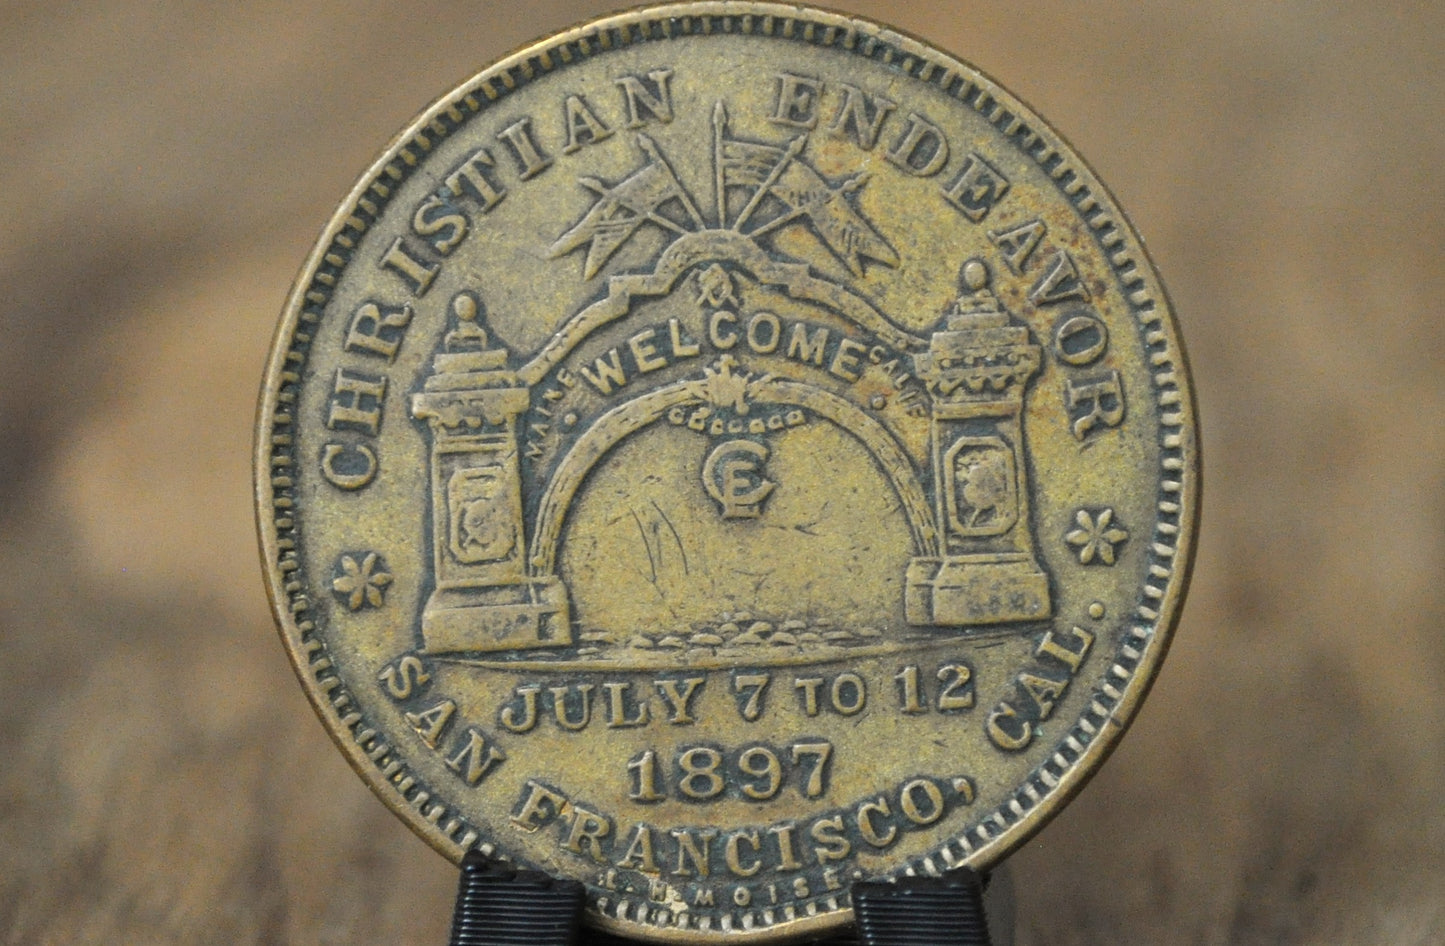 CHRISTIAN ENDEAVOR
WELCOME
MAINE
CALIF
CE
JULY 7 TO 12
1897
SAN FRANCISCO, CAL.
L. H. MOISE